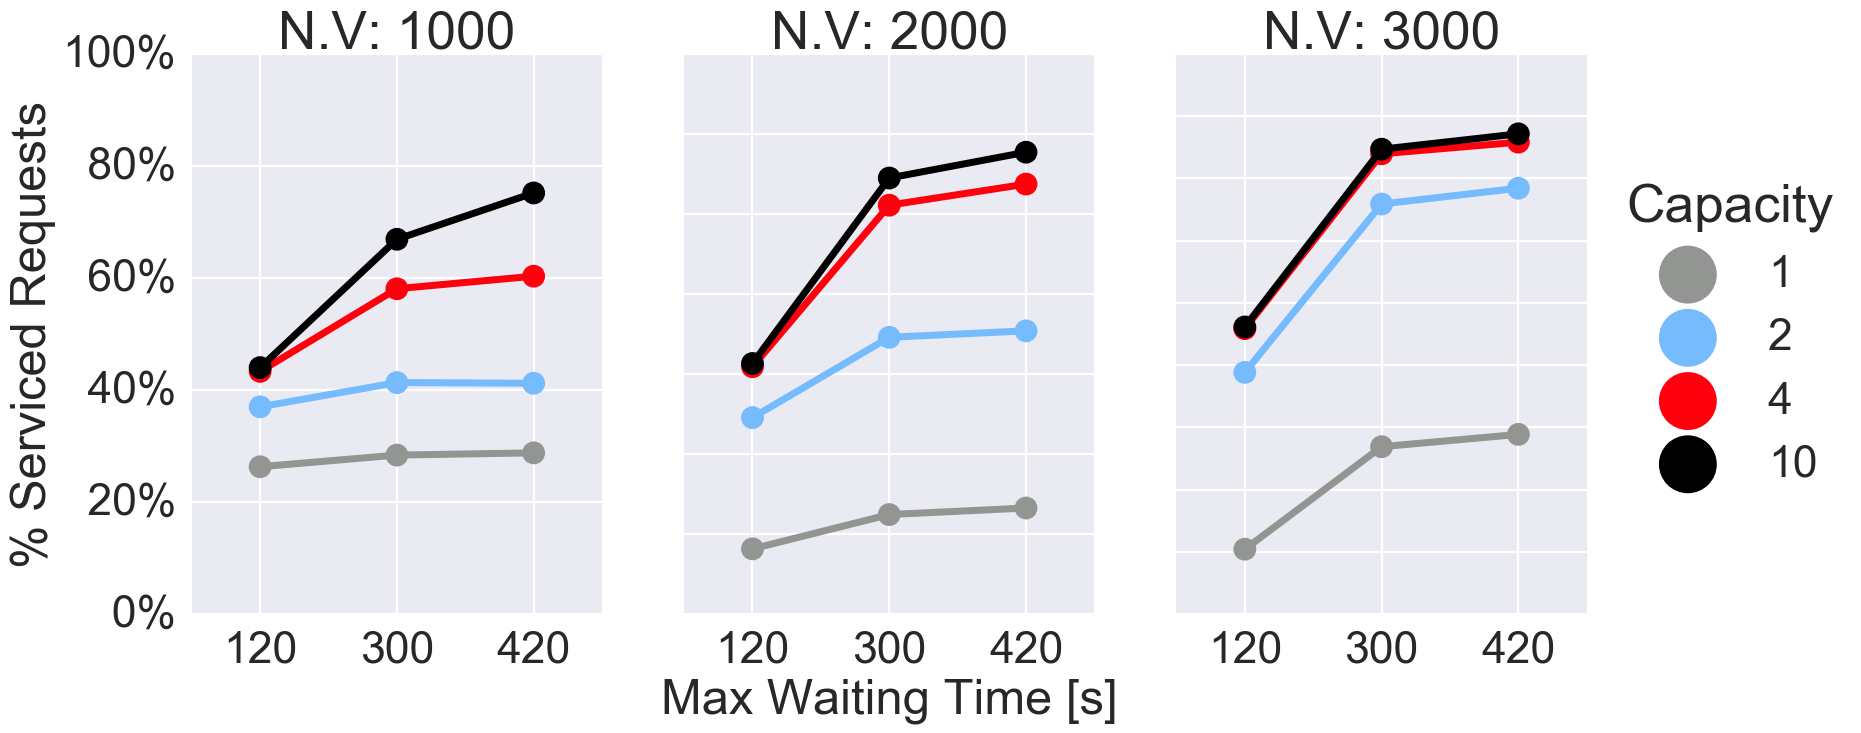 N.V: 1000
N.V: 2000
N.V: 3000
100%
80%
60%
40%
20%
0%
% Serviced Requests
120 300 420
120 300 420
120 300 420
Max Waiting Time [s]
Capacity
1
2
4
10